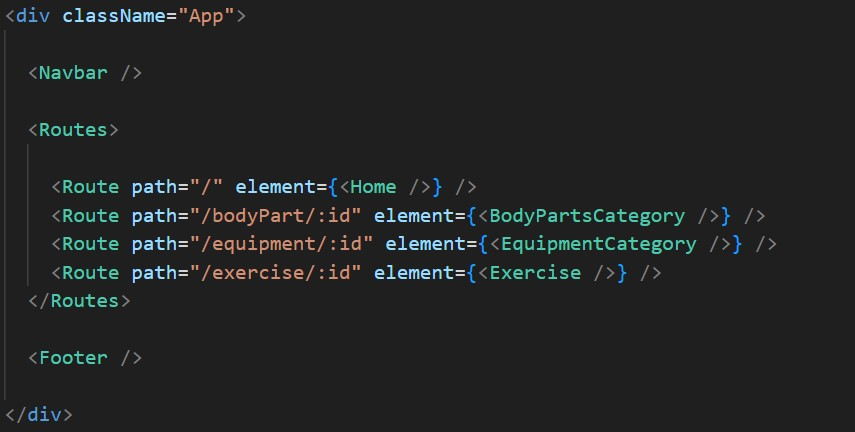 <div className="App">
<Navbar />
<Routes>
<Route path="/" element={<Home />} />
<Route path="/bodyPart/:id" element={<BodyPartsCategory />} />
<Route path="/equipment/:id" element={<EquipmentCategory />} />
<Route path="/exercise/:id" element={<Exercise />} />
</Routes>
<Footer />
</div>